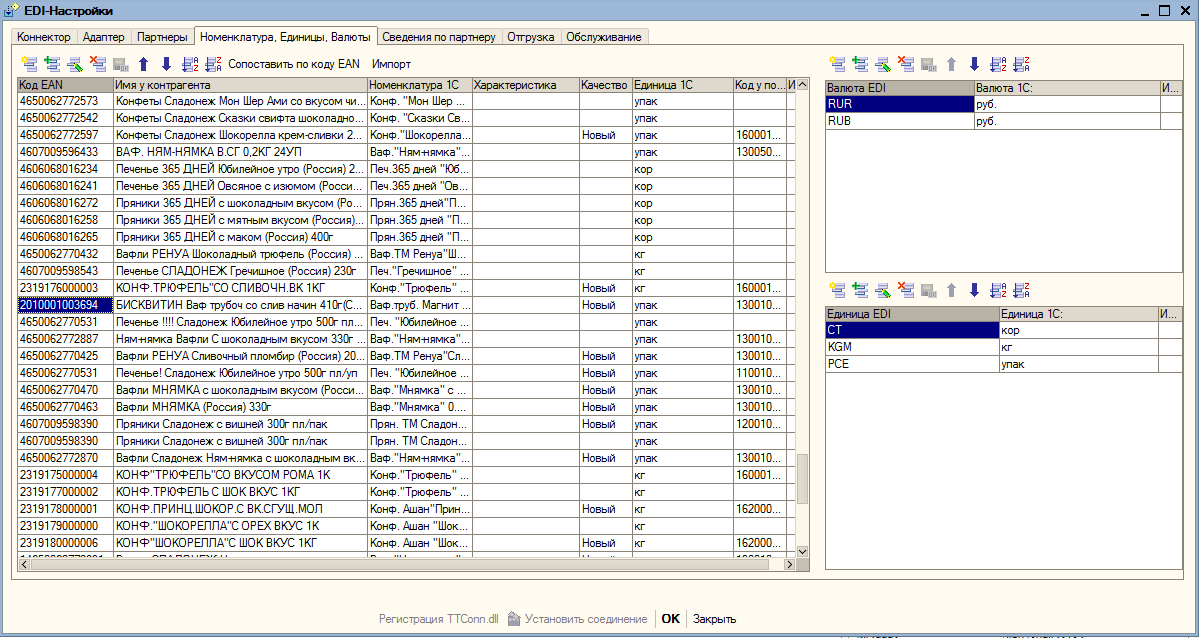 EDI-Настройки
Коннектор Адаптер Партнеры Номенклатура, Единицы, Валюты Сведения по партнеру Отгрузка Обслуживание
Сопоставить по коду EAN Импорт
Код EAN Имя у контрагента Номенклатура 1С Характеристика Качество Единица 1С Код у по... И
4650062772573 Конфеты Сладонеж Мон Шер Ами со вкусом чи... Конф. "Мон Шер ... упак
4650062772542 Конфеты Сладонеж Сказки свифта шоколадно... Конф. "Сказки Св... упак
4650062772597 Конфеты Сладонеж Шокорелла крем-сливки 2... Конф."Шокорелла... Новый упак 160001...
4607009596433 ВАФ. НЯМ-НЯМКА В.СГ 0,2КГ 24УП Ваф."Ням-нямка"... упак 130050...
4606068016234 Печенье 365 ДНЕЙ Юбилейное утро (Россия) 2... Печ.365 дней "Юб... кор
4606068016241 Печенье 365 ДНЕЙ Овсяное с изюмом (Росси... Печ.365 дней "Ов... кор
4606068016272 Пряники 365 ДНЕЙ с шоколадным вкусом (Ро... Прян.365 дней"П... кор
4606068016258 Пряники 365 ДНЕЙ с мятным вкусом (Россия)... Прян.365 дней "П... кор
4606068016265 Пряники 365 ДНЕЙ с маком (Россия) 400г Прян.365 дней "П... кор
4650062770432 Вафли РЕНУА Шоколадный трюфель (Россия) ... Ваф.ТМ Ренуа"Ш... кг
4607009598543 Печенье СЛАДОНЕЖ Гречишное (Россия) 230г Печ."Гречишное" ... кг
2319176000003 КОНФ.ТРЮФЕЛЬ"СО СЛИВОЧН.ВК 1КГ Конф."Трюфель" ... Новый кг 160001...
2010001003694 БИСКВИТИН Ваф трубоч со слив начин 410г(С... Ваф.труб. Магнит ... Новый упак 130010...
4650062770531 Печенье !!!! Сладонеж Юбилейное утро 500г пл... Печ. "Юбилейное ... упак
4650062772887 Ням-нямка Вафли С шоколадным вкусом 330г ... Ваф."Ням-нямка"... упак 130010...
4650062770425 Вафли РЕНУА Сливочный пломбир (Россия) 20... Ваф.ТМ Ренуа"Сл... Новый упак 130010...
4650062770531 Печенье! Сладонеж Юбилейное утро 500г пл/уп Печ. "Юбилейное ... Новый упак 110010...
4650062770470 Вафли МНЯМКА с шоколадным вкусом (Росси... Ваф."Мнямка" с ... Новый упак 130010...
4650062770463 Вафли МНЯМКА (Россия) 330г Ваф."Мнямка" 0.... Новый упак 130010...
4607009598390 Пряники Сладонеж с вишней 300г пл/пак Прян. ТМ Сладон... Новый упак 120010...
4607009598390 Пряники Сладонеж с вишней 300г пл/пак Прян. ТМ Сладон... упак
4650062772870 Вафли Сладонеж Ням-нямка с шоколадным вк... Ваф."Ням-нямка"... Новый упак 130010...
2319175000004 КОНФ"ТРЮФЕЛЬ"СО ВКУСОМ РОМА 1К Конф."Трюфель" ... кг 160001...
2319177000002 КОНФ.ТРЮФЕЛЬ С ШОК ВКУС 1КГ Конф."Трюфель" ... кг
2319178000001 КОНФ.ПРИНЦ.ШОКОР.С ВК.СГУЩ.МОЛ Конф. Ашан"Прин... Новый кг 162000...
2319179000000 КОНФ."ШОКОРЕЛЛА"С ОРЕХ ВКУС 1К Конф. Ашан "Шок... кг
2319180000006 КОНФ"ШОКОРЕЛЛА"С ШОК ВКУС 1КГ Конф. Ашан "Шок... Новый кг 162000...
Валюта EDI Валюта 1С: И...
RUR руб.
RUB руб.
Единица EDI Единица 1С: И...
CT кор
KGM кг
PCE упак
Регистрация TTConn.dll Установить соединение OK Закрыть